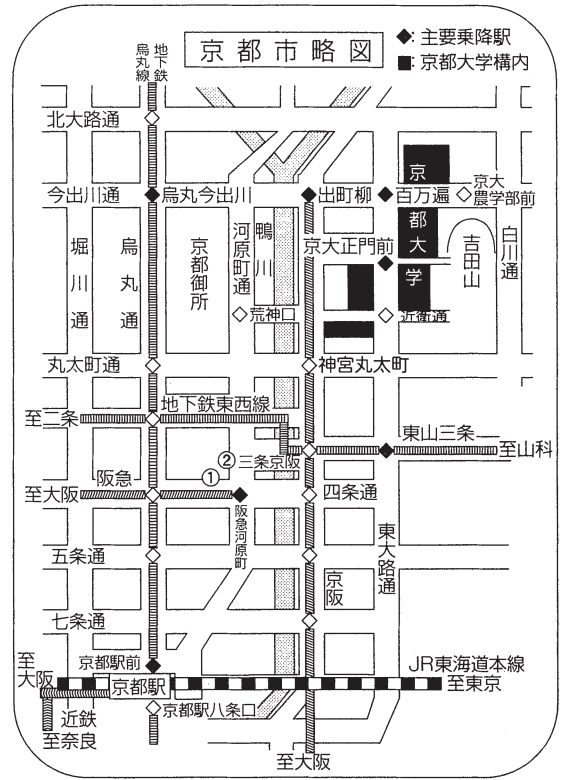 京都市略図
◆: 主要乗降駅
■: 京都大学構内
地下鉄
烏丸線
北大路通
今出川通
烏丸今出川
出町柳
百万遍
京大
農学部前
京都大学
堀川通
烏丸通
京都御所
河原町通
鴨川
京大正門前
吉田山
白川通
荒神口
近衛通
丸太町通
神宮丸太町
至二条
地下鉄東西線
東山三条
至山科
②
三条京阪
阪急
①
至大阪
四条通
阪急河原町
東大路通
五条通
京阪
七条通
至
大阪
京都駅前
JR東海道本線
京都駅
至東京
近鉄
京都駅八条口
至奈良
至大阪